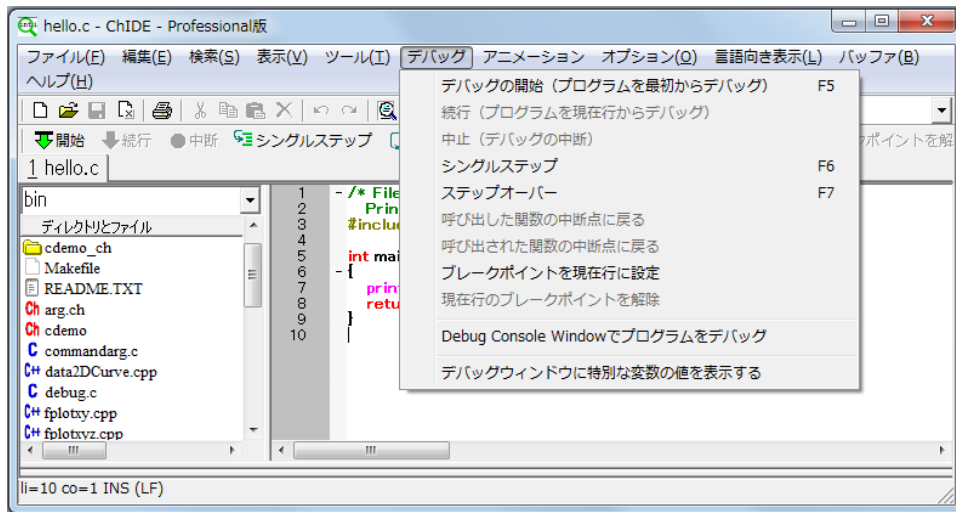 hello.c - ChIDE - Professional版
ファイル(F) 編集(E) 検索(S) 表示(V) ツール(T) デバッグ アニメーション オプション(O) 言語向き表示(L) バッファ(B)
ヘルプ(H)
開始 続行 中断 シングルステップ
ポイントを解
1 hello.c
デバッグの開始（プログラムを最初からデバッグ） F5
続行（プログラムを現在行からデバッグ）
中止（デバッグの中断）
シングルステップ F6
ステップオーバー F7
呼び出した関数の中断点に戻る
呼び出された関数の中断点に戻る
ブレークポイントを現在行に設定
現在行のブレークポイントを解除
Debug Console Windowでプログラムをデバッグ
デバッグウィンドウに特別な変数の値を表示する
bin
ディレクトリとファイル
cdemo_ch
Makefile
README.TXT
Ch arg.ch
Ch cdemo
C commandarg.c
C++ data2DCurve.cpp
C debug.c
C++ fplotxy.cpp
C++ fplotxyz.cpp
1 - /* File
2 Prin
3 #includ
4
5 int mai
6 - {
7 prin
8 retu
9 }
10
li=10 co=1 INS (LF)